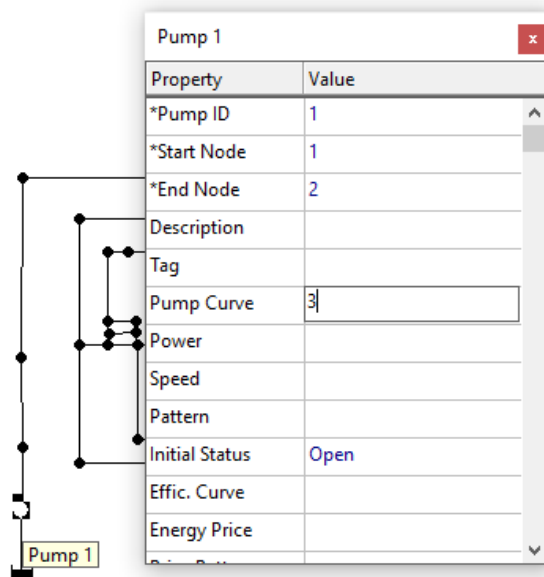 Pump 1
x
Property Value
*Pump ID 1
*Start Node 1
*End Node 2
Description
Tag
Pump Curve 3
Power
Speed
Pattern
Initial Status Open
Effic. Curve
Energy Price
Pump 1